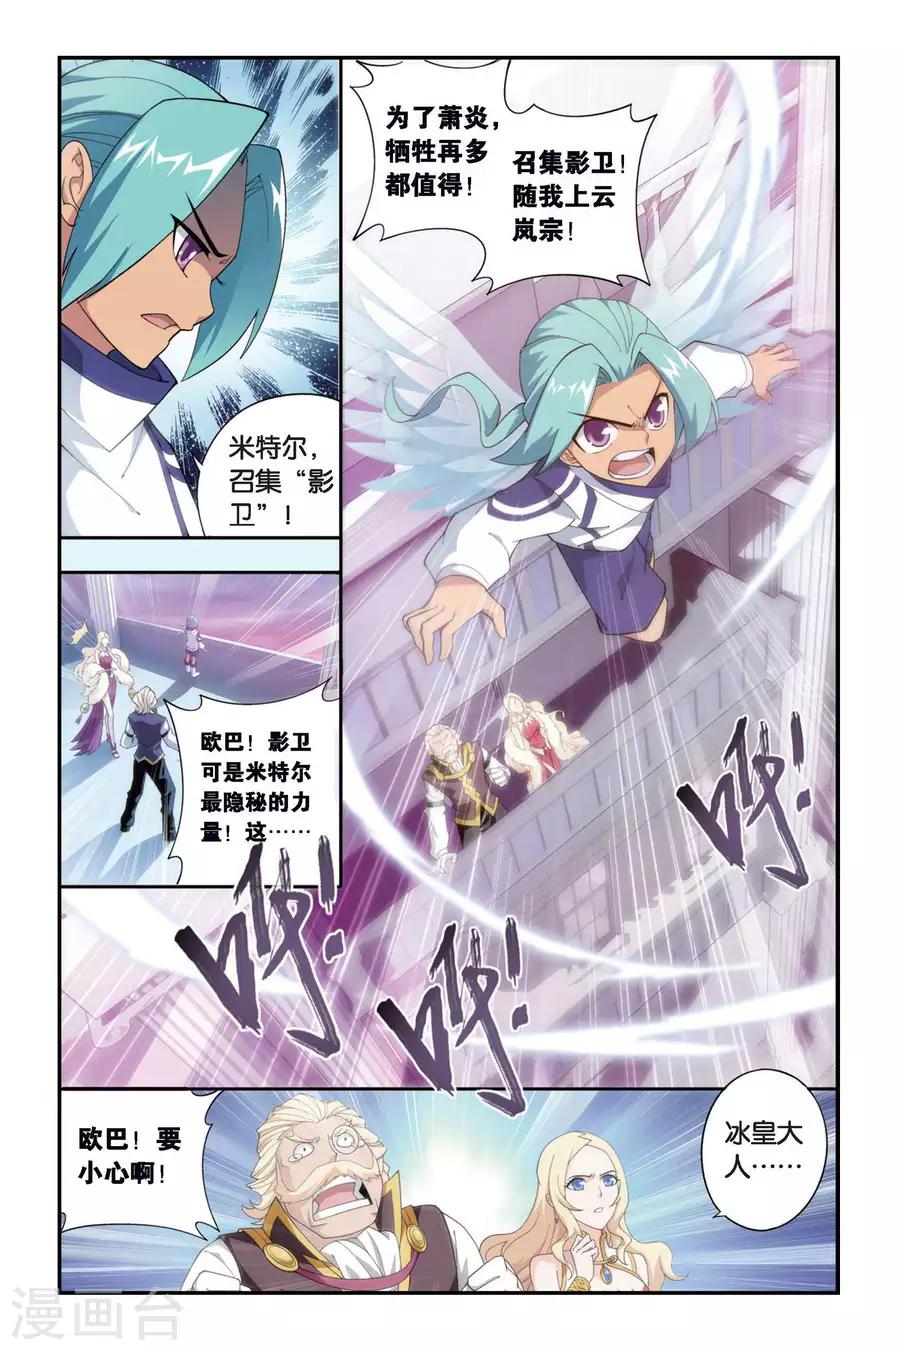 米特尔，
召集“影
卫”！
为了萧炎，
牺牲再多
都值得！
召集影卫！
随我上云
岚宗！
欧巴！影卫
可是米特尔
最隐秘的力
量！这……
呼！
呼！
呼！
欧巴！要
小心啊！
冰皇大
人……
漫画台